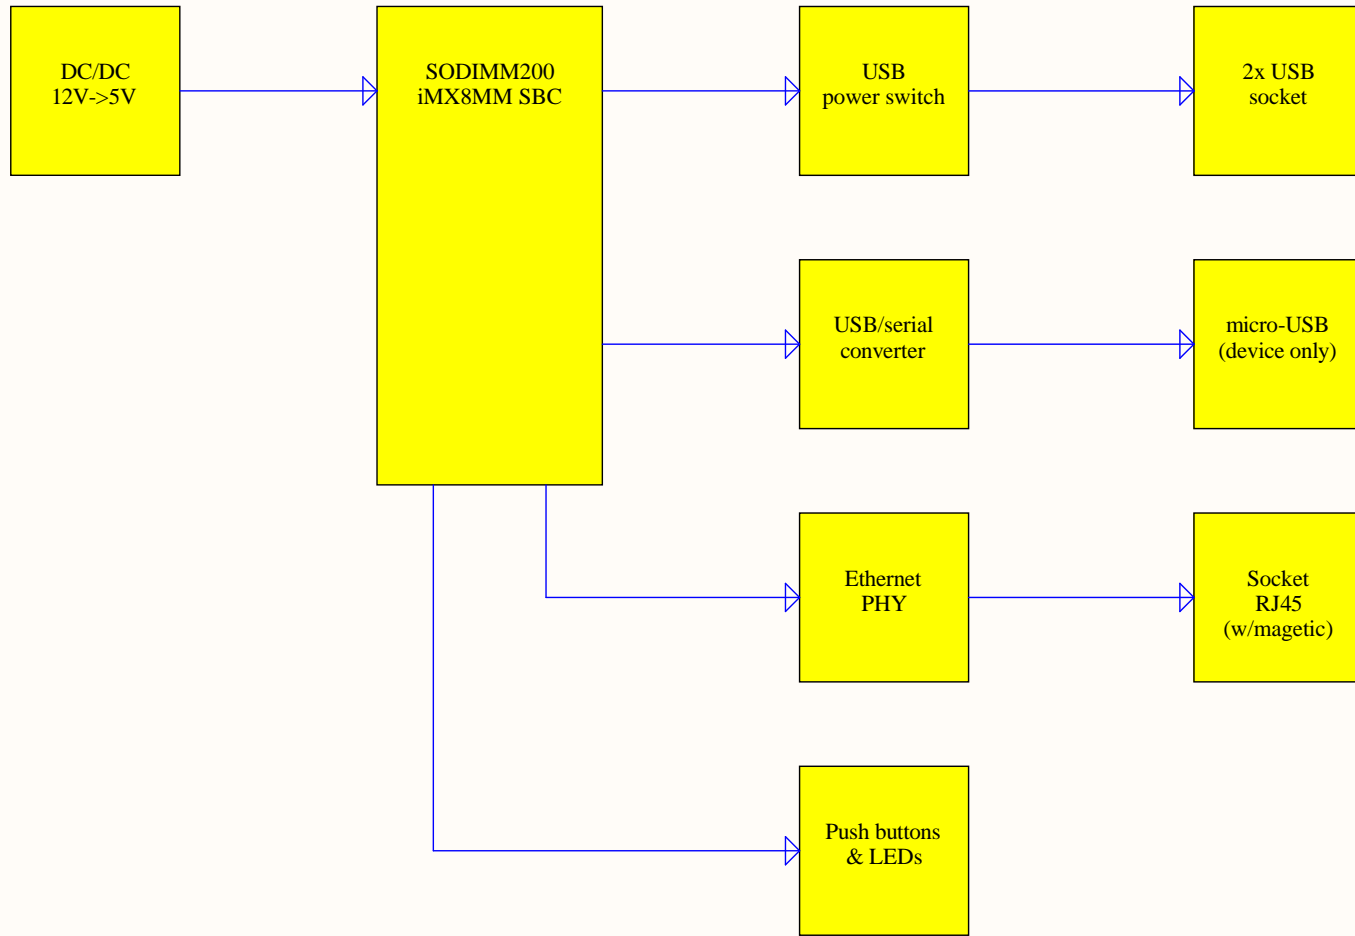 DC/DC
12V->5V
SODIMM200
iMX8MM SBC
USB
power switch
2x USB
socket
USB/serial
converter
micro-USB
(device only)
Ethernet
PHY
Socket
RJ45
(w/magetic)
Push buttons
& LEDs